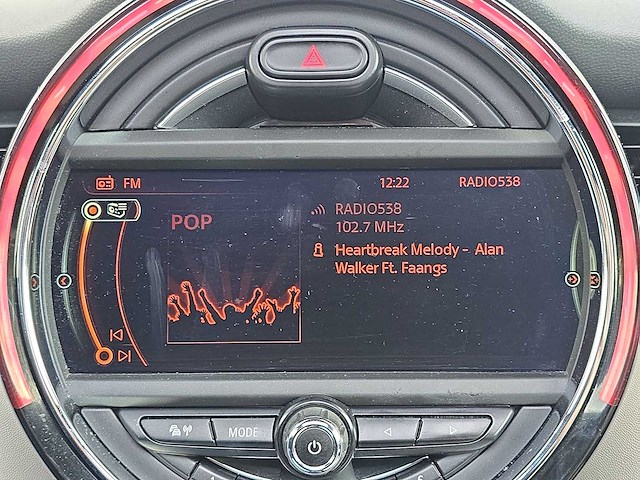 FM 12:22 RADIO538
POP
RADIO538
102.7 MHz
Heartbreak Melody - Alan
Walker Ft. Faangs
MODE